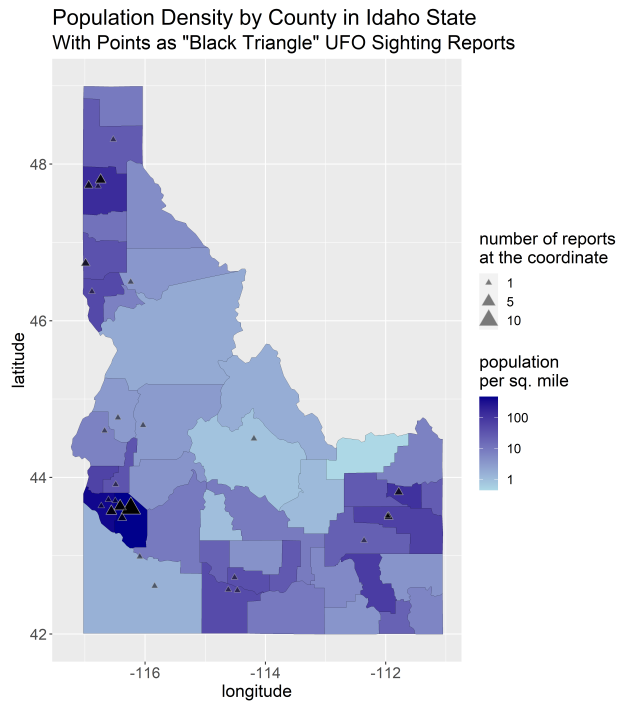 Population Density by County in Idaho State
With Points as "Black Triangle" UFO Sighting Reports
48
46
44
42
latitude
-116
-114
-112
longitude
number of reports
at the coordinate
1
5
10
population
per sq. mile
100
10
1